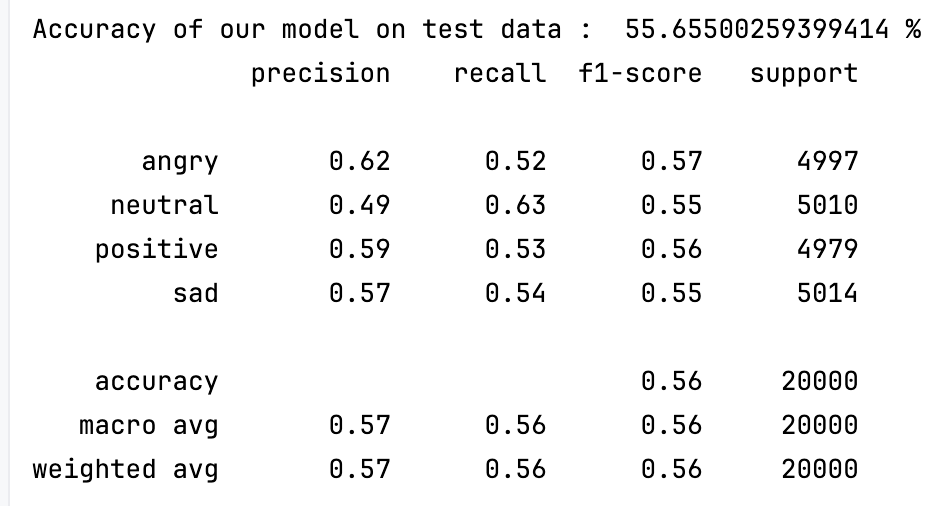 Accuracy of our model on test data :  55.65500259399414 %
              precision    recall  f1-score   support

       angry       0.62      0.52      0.57      4997
     neutral       0.49      0.63      0.55      5010
    positive       0.59      0.53      0.56      4979
         sad       0.57      0.54      0.55      5014

    accuracy                           0.56     20000
   macro avg       0.57      0.56      0.56     20000
weighted avg       0.57      0.56      0.56     20000